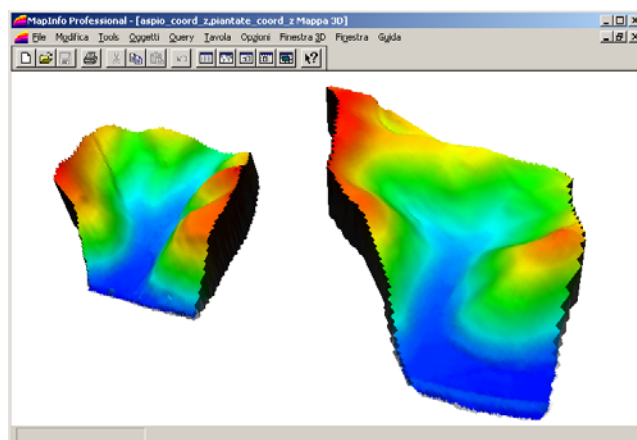 MapInfo Professional - [aspio_coord_z,piantate_coord_z Mappa 3D]
File Modifica Tools Oggetti Query Tavola Opzioni Finestra 3D Finestra Guida